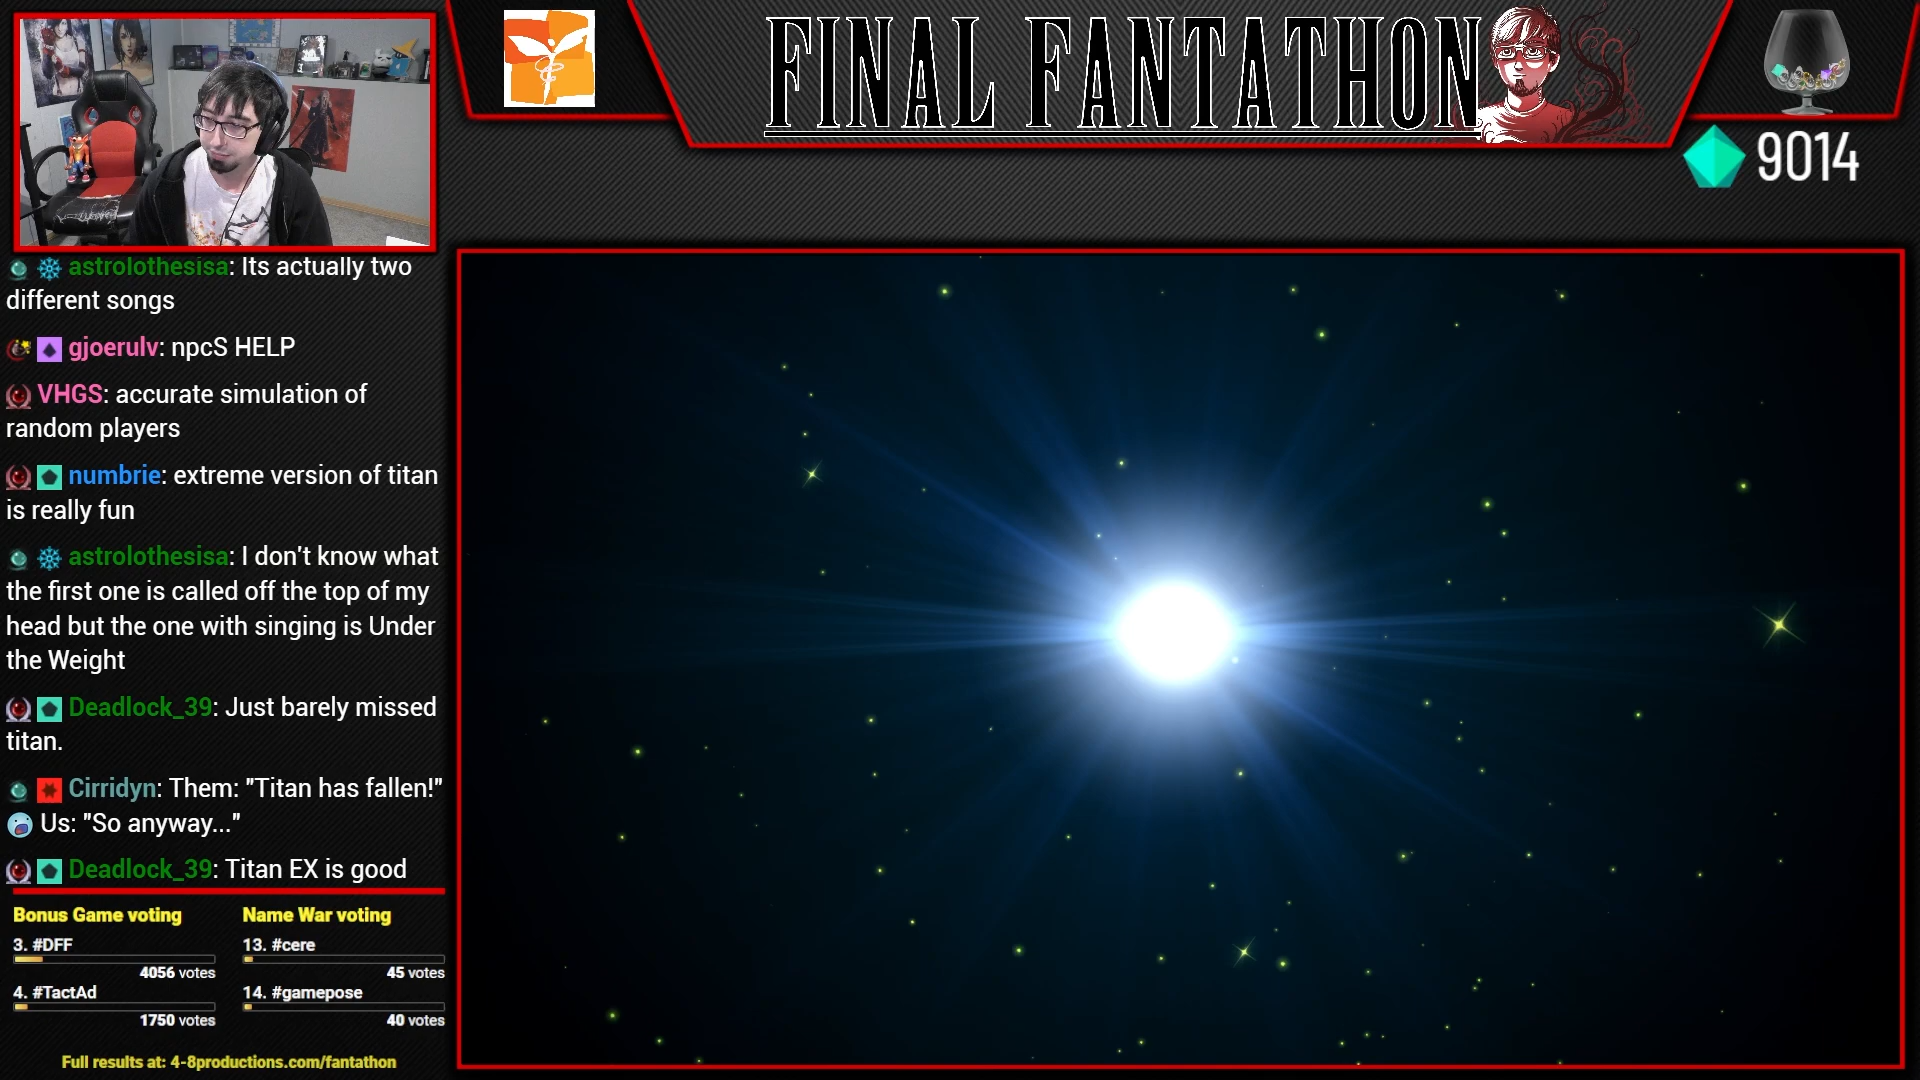 FINAL FANTATHON
9014
astrolothesisa: Its actually two
different songs
gjoerulv: npcS HELP
VHGS: accurate simulation of
random players
numbrie: extreme version of titan
is really fun
astrolothesisa: I don't know what
the first one is called off the top of my
head but the one with singing is Under
the Weight
Deadlock_39: Just barely missed
titan.
Cirridyn: Them: "Titan has fallen!"
Us: "So anyway..."
Deadlock_39: Titan EX is good
Bonus Game voting
3. #DFF
4056 votes
4. #TactAd
1750 votes
Name War voting
13. #cere
45 votes
14. #gamepose
40 votes
Full results at: 4-8productions.com/fantathon